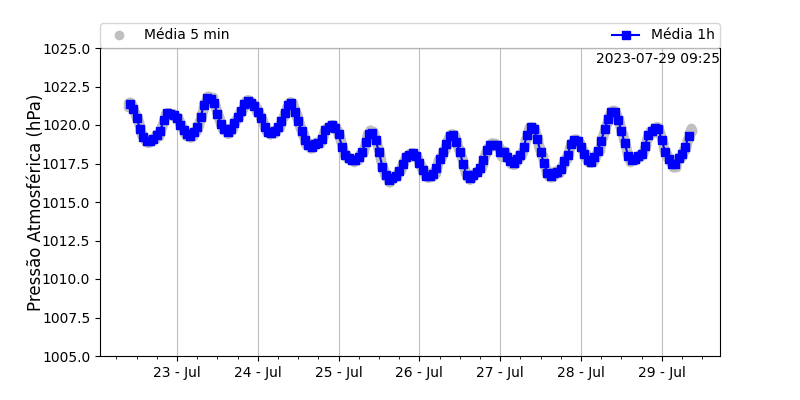 Média 5 min
Média 1h
2023-07-29 09:25
Pressão Atmosférica (hPa)
1025.0
1022.5
1020.0
1017.5
1015.0
1012.5
1010.0
1007.5
1005.0
23 - Jul
24 - Jul
25 - Jul
26 - Jul
27 - Jul
28 - Jul
29 - Jul